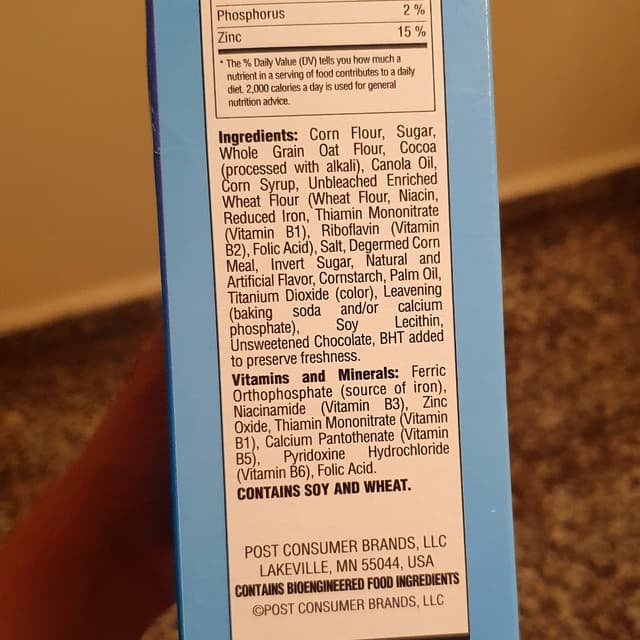 Phosphorus 2 %
Zinc 15 %
* The % Daily Value (DV) tells you how much a
nutrient in a serving of food contributes to a daily
diet. 2,000 calories a day is used for general
nutrition advice.
Ingredients: Corn Flour, Sugar,
Whole Grain Oat Flour, Cocoa
(processed with alkali), Canola Oil,
Corn Syrup, Unbleached Enriched
Wheat Flour (Wheat Flour, Niacin,
Reduced Iron, Thiamin Mononitrate
(Vitamin B1), Riboflavin (Vitamin
B2), Folic Acid), Salt, Degermed Corn
Meal, Invert Sugar, Natural and
Artificial Flavor, Cornstarch, Palm Oil,
Titanium Dioxide (color), Leavening
(baking soda and/or calcium
phosphate), Soy Lecithin,
Unsweetened Chocolate, BHT added
to preserve freshness.
Vitamins and Minerals: Ferric
Orthophosphate (source of iron),
Niacinamide (Vitamin B3), Zinc
Oxide, Thiamin Mononitrate (Vitamin
B1), Calcium Pantothenate (Vitamin
B5), Pyridoxine Hydrochloride
(Vitamin B6), Folic Acid.
CONTAINS SOY AND WHEAT.
POST CONSUMER BRANDS, LLC
LAKEVILLE, MN 55044, USA
CONTAINS BIOENGINEERED FOOD INGREDIENTS
©POST CONSUMER BRANDS, LLC